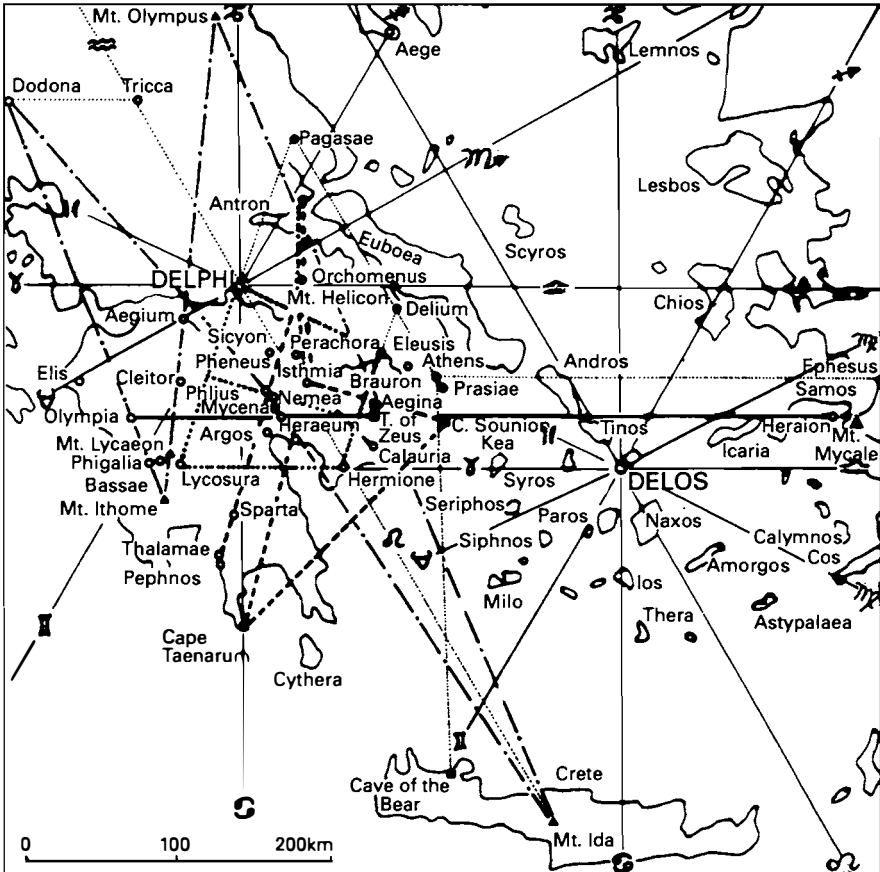 Mt. Olympus
Aege
Lemnos
Dodona
Tricca
Pagasae
Lesbos
Antron
Euboea
Scyros
DELPHI
Orchomenus
Mt. Helicon
Chios
Aegium
Delium
Sicyon
Perachora
Eleusis
Pheneus
Isthmia
Athens
Andros
Ephesus
Elis
Cleitor
Brauron
Prasiae
Samos
Phlius
Nemea
Aegina
Mycena
Olympia
Heraeum
T. of
Zeus
C. Sounion
Tinos
Heraion
Mt.
Mycale
Argos
Kea
Icaria
Mt. Lycaeon
Calauria
Phigalia
Bassae
Lycosura
Hermione
Syros
DELOS
Mt. Ithome
Sparta
Seriphos
Paros
Naxos
Siphnos
Calymnos
Cos
Thalamae
Pephnos
Amorgos
Milo
Ios
Thera
Astypalaea
Cape
Taenarum
Cythera
Cave of the
Bear
Crete
Mt. Ida
0 100 200km